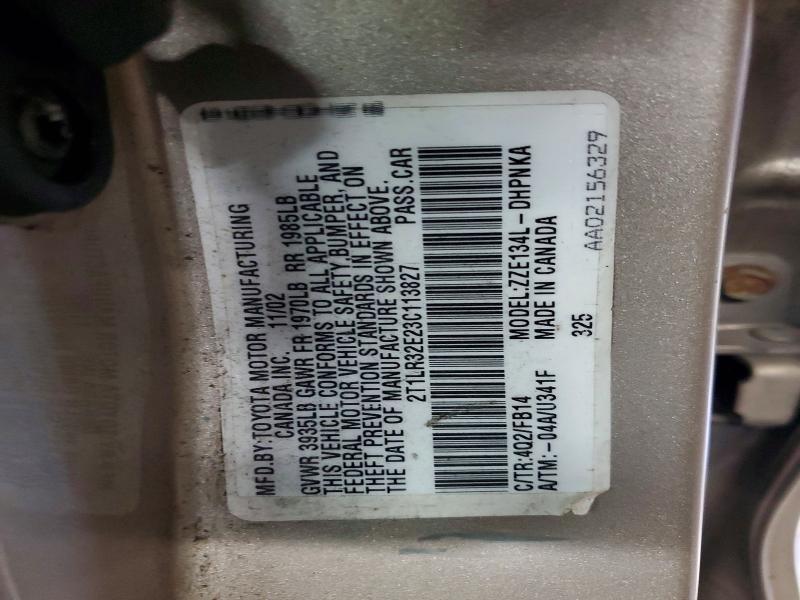 MFD.BY:TOYOTA MOTOR MANUFACTURING
CANADA INC. 11/02
GVWR 3935LB GAWR FR 1970LB RR 1985LB
THIS VEHICLE CONFORMS TO ALL APPLICABLE
FEDERAL MOTOR VEHICLE SAFETY BUMPER, AND
THEFT PREVENTION STANDARDS IN EFFECT ON
THE DATE OF MANUFACTURE SHOWN ABOVE.
2T1LR32E23C113827 PASS.CAR
C/TR:4Q2/FB14 MODEL:ZZE134L-DHPNKA
A/TM:-04A/U341F MADE IN CANADA
325
AA02156329